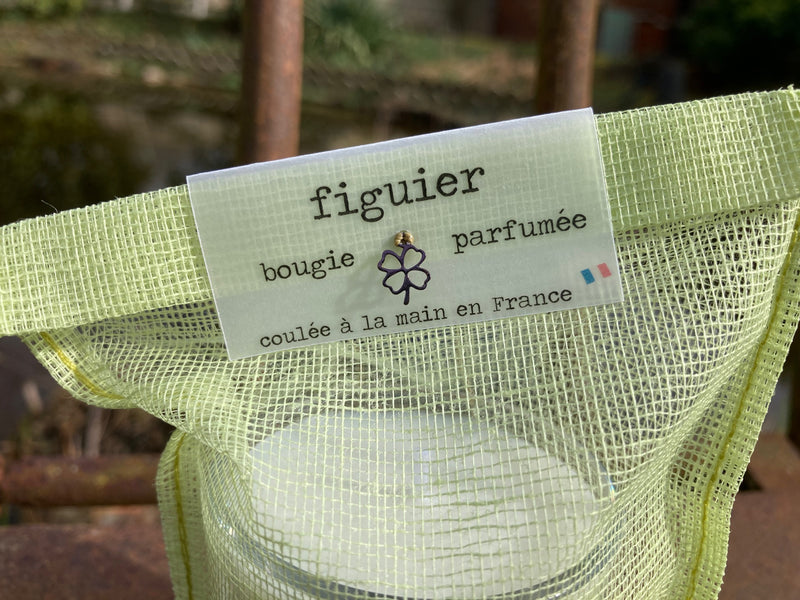 figuier
bougie parfumée
coulée à la main en France